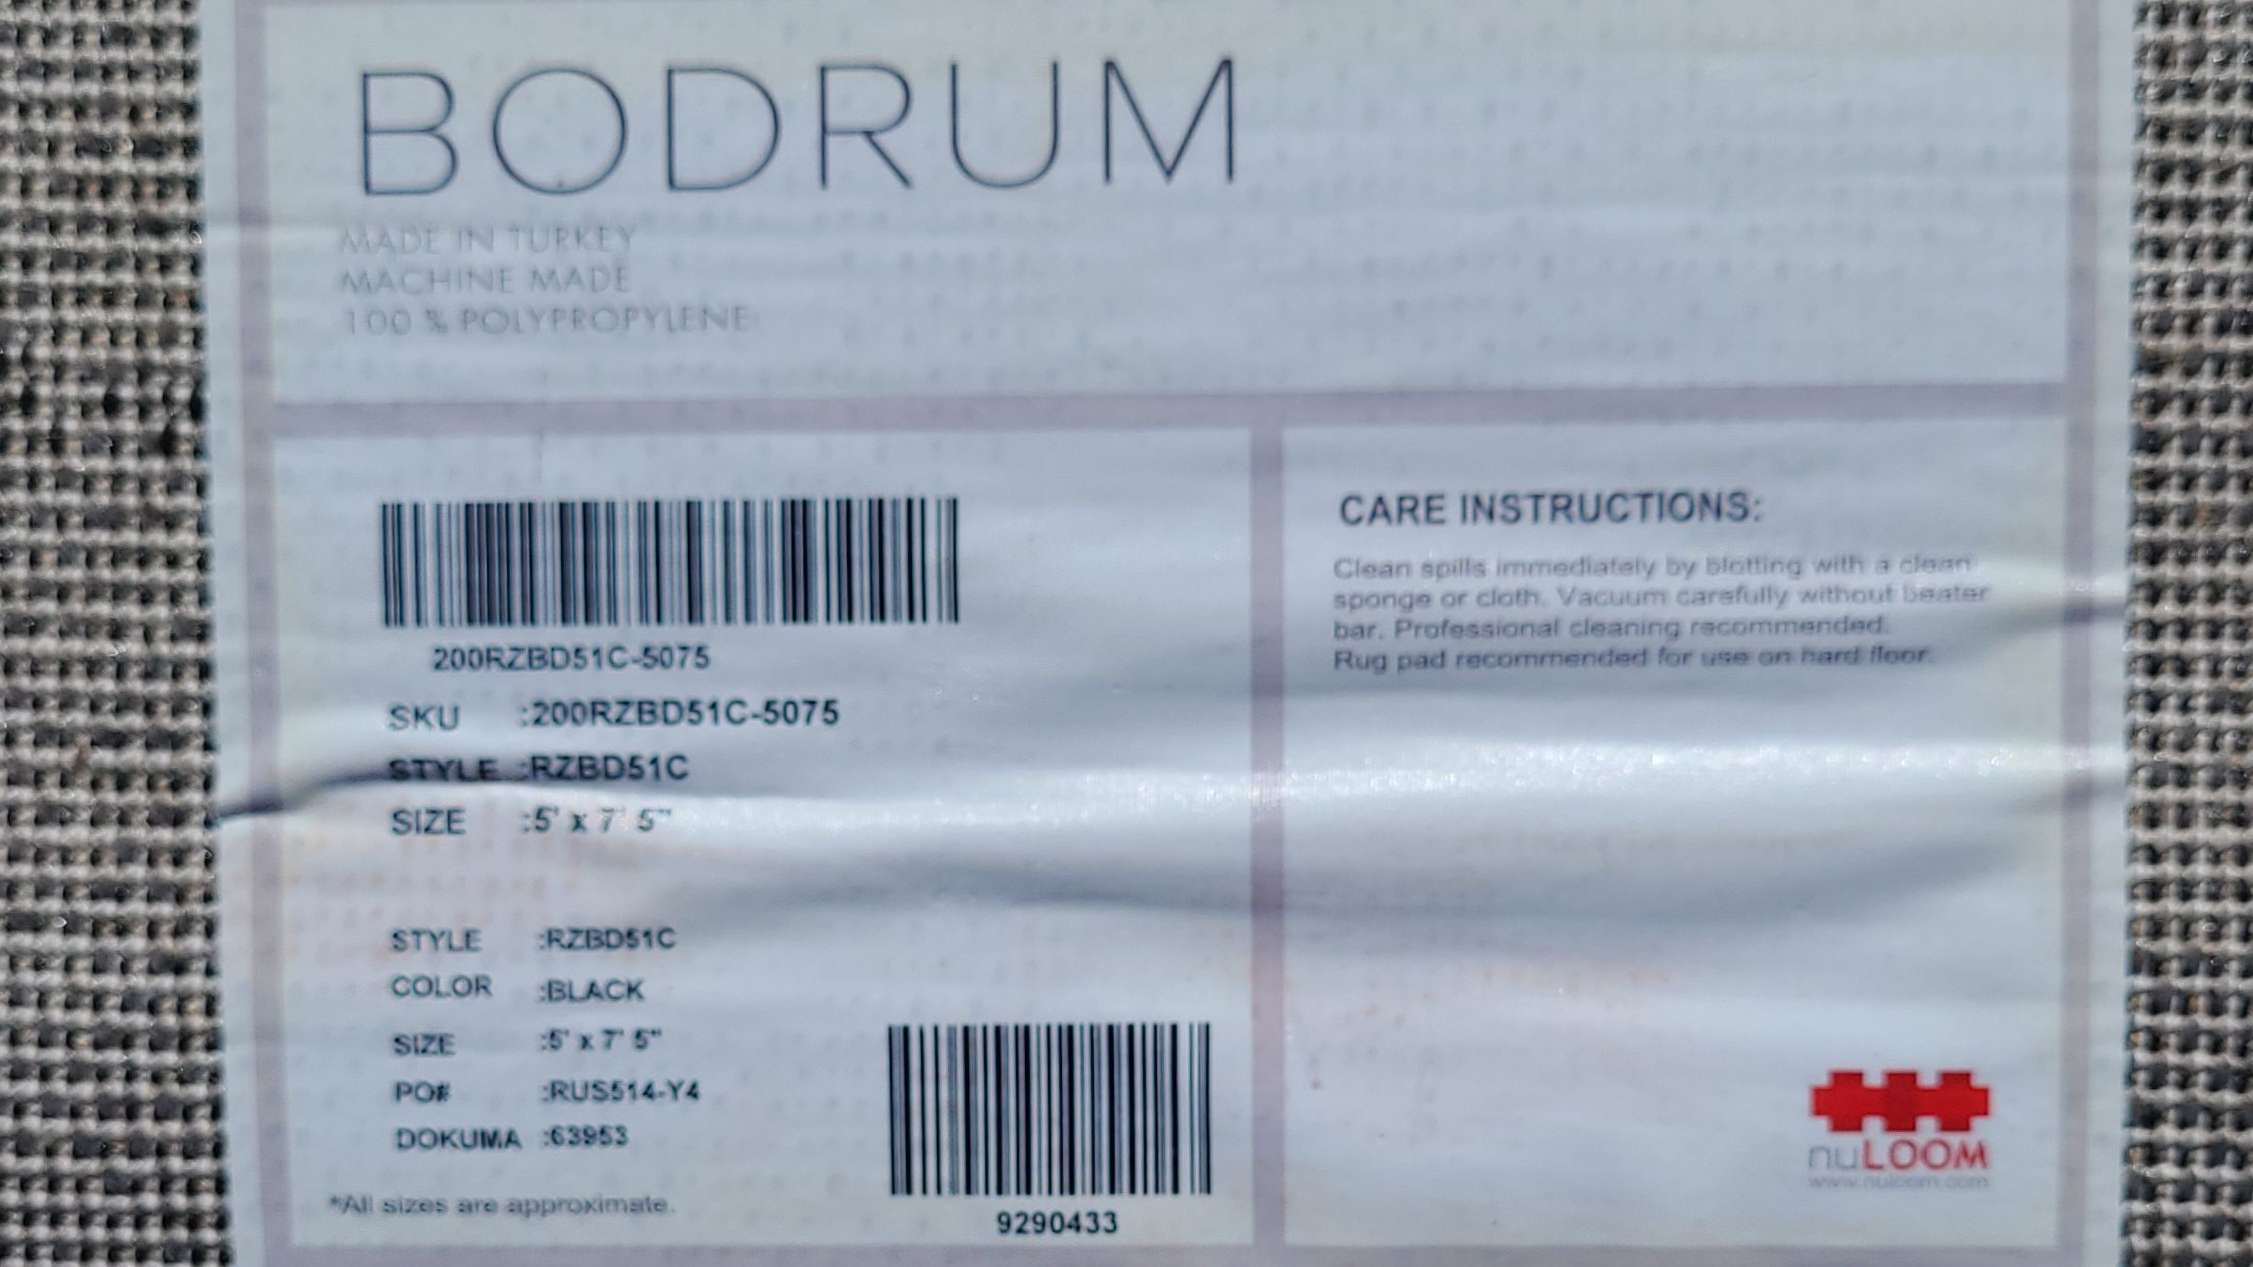 BODRUM
MADE IN TURKEY
MACHINE MADE
100 % POLYPROPYLENE
200RZBD51C-5075
SKU :200RZBD51C-5075
STYLE :RZBD51C
SIZE :5' x 7' 5"
STYLE :RZBD51C
COLOR :BLACK
SIZE :5' x 7' 5"
PO# :RUS514-Y4
DOKUMA :63953
*All sizes are approximate.
9290433
CARE INSTRUCTIONS:
Clean spills immediately by blotting with a clean
sponge or cloth. Vacuum carefully without beater
bar. Professional cleaning recommended.
Rug pad recommended for use on hard floor.
nuLOOM
www.nuloom.com